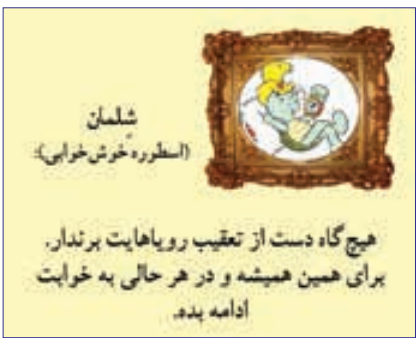 شِلمان
(اسطوره خوش‌خوابی):
هیچ‌گاه دست از تعقیب رویاهایت برندار.
برای همین همیشه و در هر حالی به خوابت
ادامه بده.